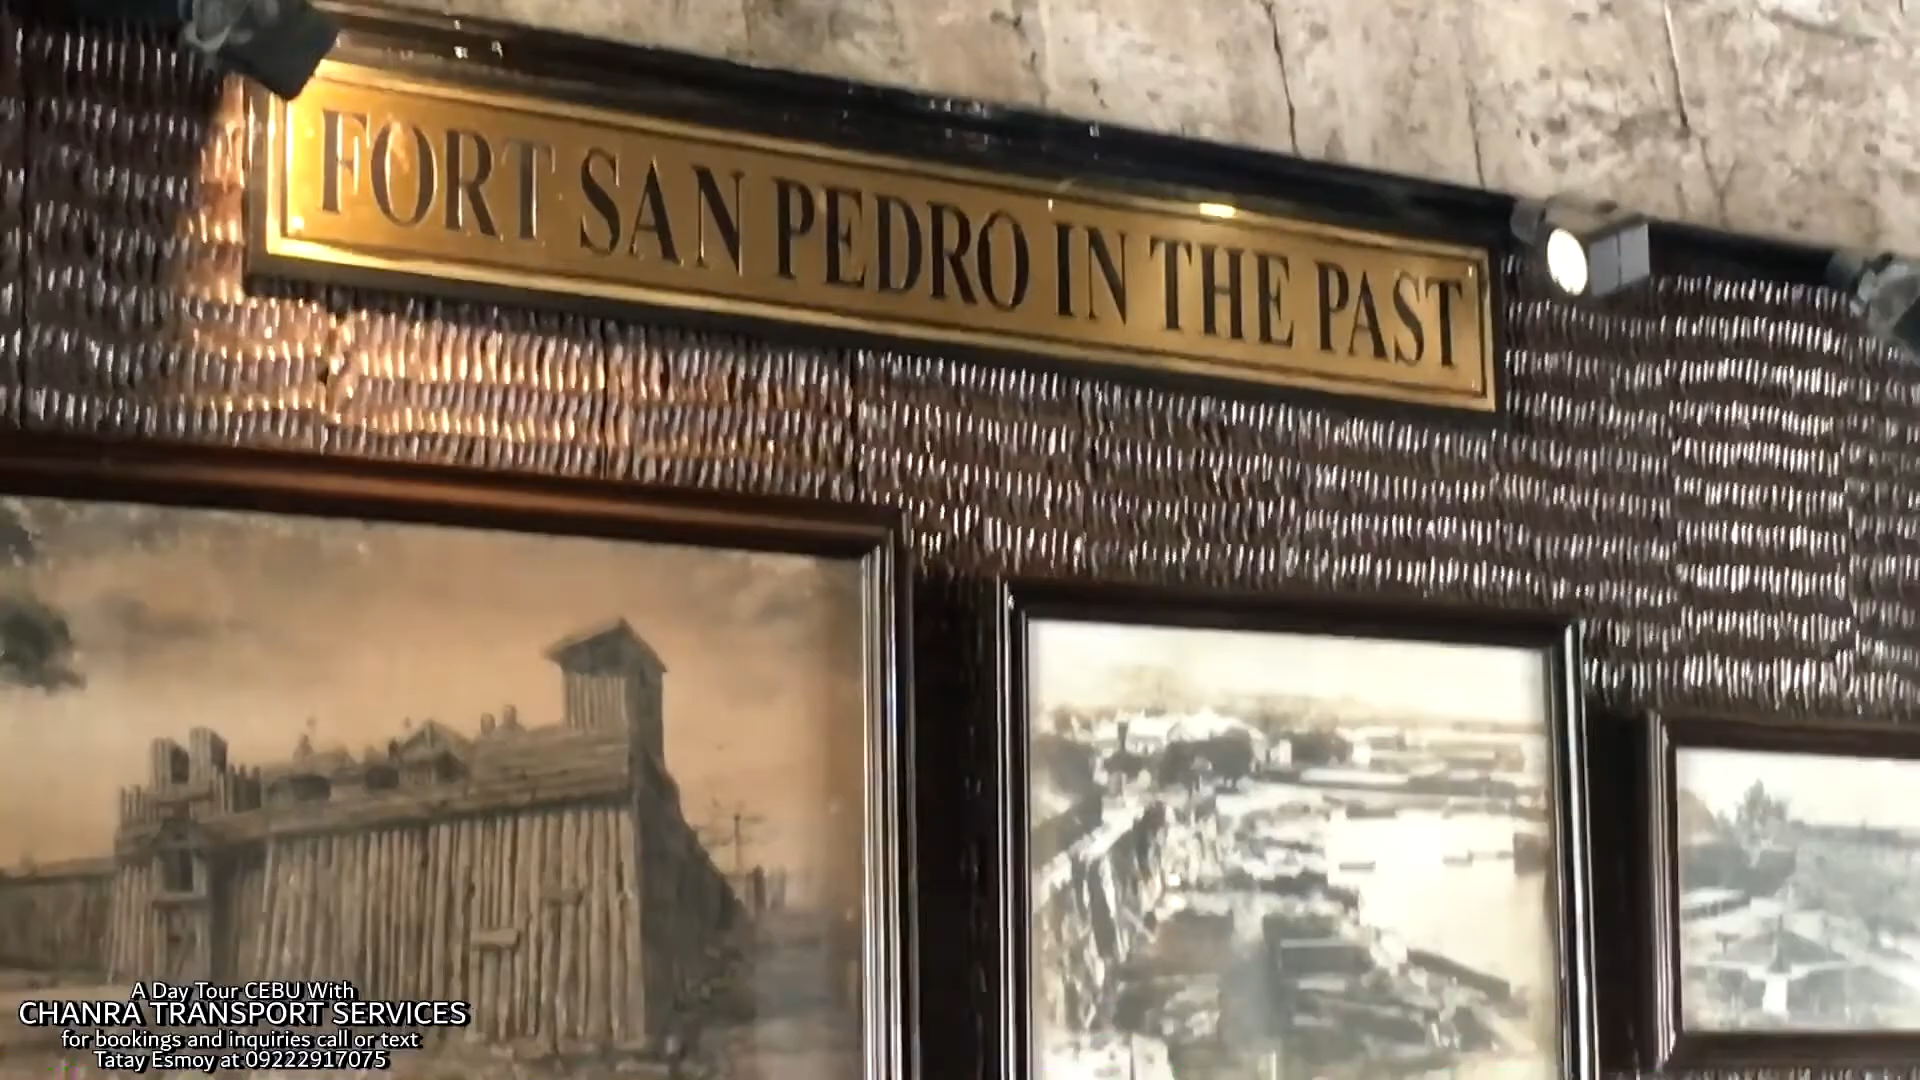 FORT SAN PEDRO IN THE PAST
A Day Tour CEBU With
CHANRA TRANSPORT SERVICES
for bookings and inquiries call or text
Tatay Esmoy at 09222917075